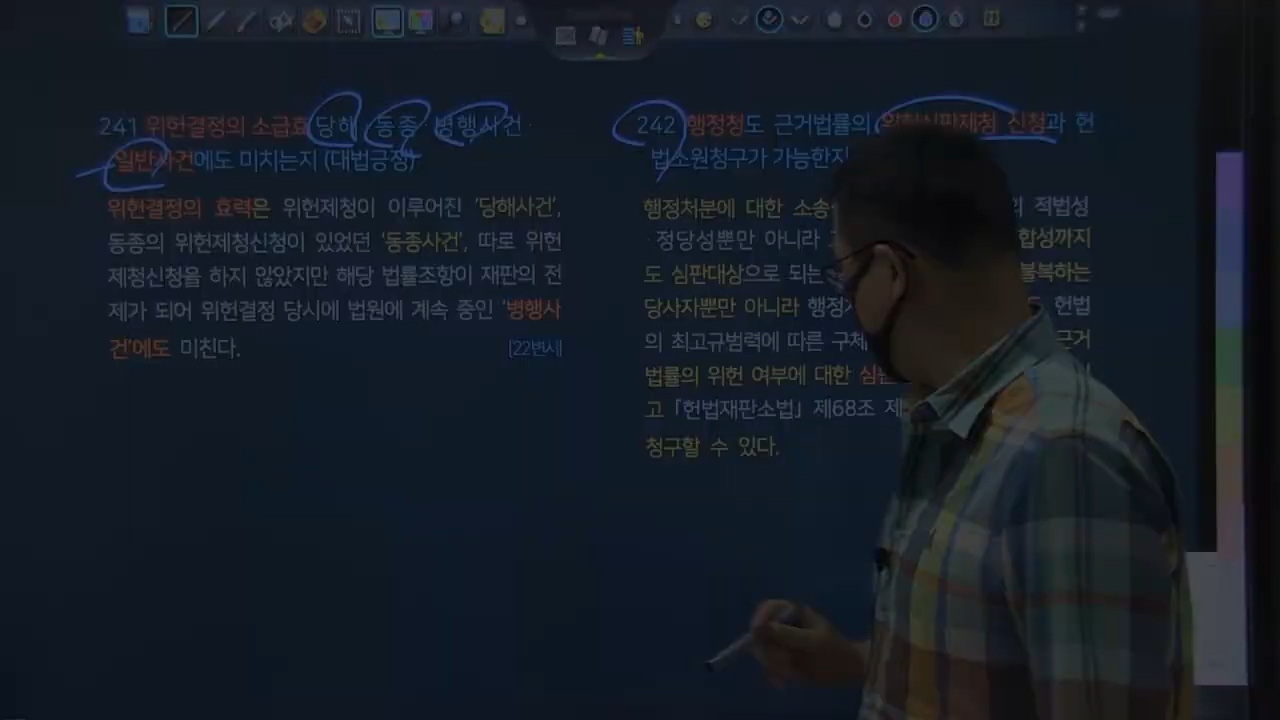 241 위헌결정의 소급효 당해·동종·병행사건·
일반사건에도 미치는지 (대법긍정)
위헌결정의 효력은 위헌제청이 이루어진 '당해사건',
동종의 위헌제청신청이 있었던 '동종사건', 따로 위헌
제청신청을 하지 않았지만 해당 법률조항이 재판의 전
제가 되어 위헌결정 당시에 법원에 계속 중인 '병행사
건'에도 미친다.
[22변시]
242 행정청도 근거법률의 위헌심판제청 신청과 헌
법소원청구가 가능한지
행정처분에 대한 소송 의 적법성
·정당성뿐만 아니라 합성까지
도 심판대상으로 되는 불복하는
당사자뿐만 아니라 행정 헌법
의 최고규범력에 따른 구체 근거
법률의 위헌 여부에 대한 심
고 「헌법재판소법」 제68조 제
청구할 수 있다.